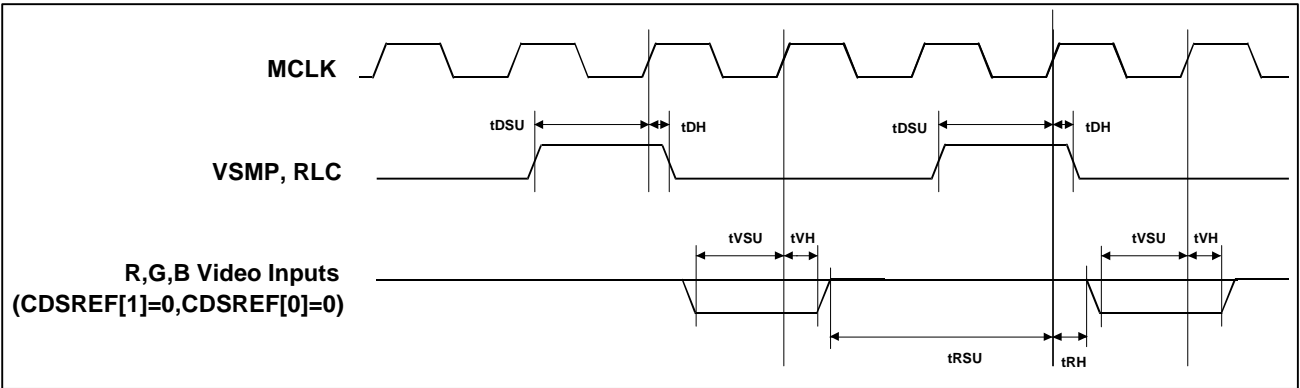 MCLK
tDSU tDH tDSU tDH
VSMP, RLC
tVSU tVH tVSU tVH
R,G,B Video Inputs
(CDSREF[1]=0,CDSREF[0]=0)
tRSU tRH